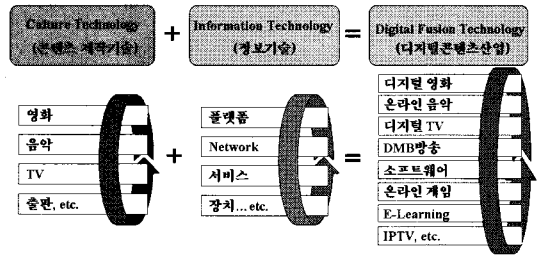 Culture Technology
(콘텐츠 제작기술)
+
Information Technology
(정보기술)
=
Digital Fusion Technology
(디지털콘텐츠산업)
영화
음악
TV
출판, etc.
+
플랫폼
Network
서비스
장치... etc.
=
디지털 영화
온라인 음악
디지털 TV
DMB방송
소프트웨어
온라인 게임
E-Learning
IPTV, etc.